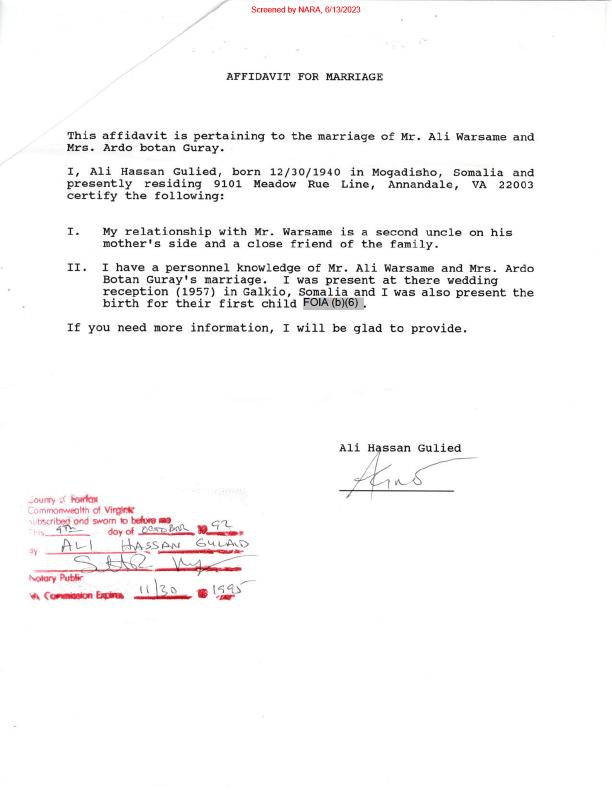 Screened by NARA, 6/13/2023
AFFIDAVIT FOR MARRIAGE
This affidavit is pertaining to the marriage of Mr. Ali Warsame and
Mrs. Ardo botan Guray.
I, Ali Hassan Gulied, born 12/30/1940 in Mogadisho, Somalia and
presently residing 9101 Meadow Rue Line, Annandale, VA 22003
certify the following:
I. My relationship with Mr. Warsame is a second uncle on his
mother's side and a close friend of the family.
II. I have a personnel knowledge of Mr. Ali Warsame and Mrs. Ardo
Botan Guray's marriage. I was present at there wedding
reception (1957) in Galkio, Somalia and I was also present the
birth for their first child FOIA (b)(6) .
If you need more information, I will be glad to provide.
Ali Hassan Gulied
County of Fairfax
Commonwealth of Virginia
Subscribed and sworn to before me
This 9TH day of OCTOBER 19 92
By ALI HASSAN GULAID
Notary Public
VA Commission Expires 11/30 1995